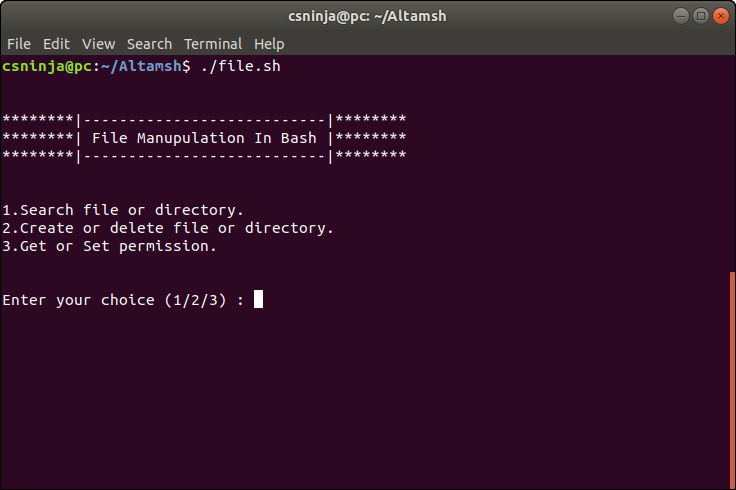 csninja@pc: ~/Altamsh
File Edit View Search Terminal Help
csninja@pc:~/Altamsh$ ./file.sh
********|---------------------------|********
********| File Manupulation In Bash |********
********|---------------------------|********
1.Search file or directory.
2.Create or delete file or directory.
3.Get or Set permission.
Enter your choice (1/2/3) :